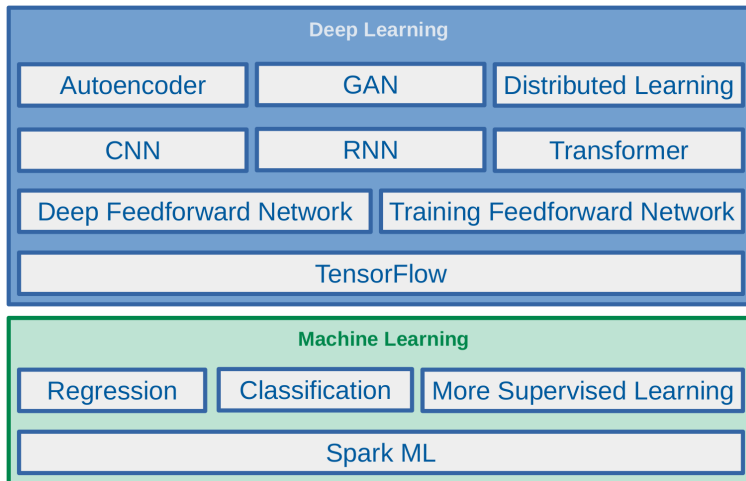 Deep Learning
Autoencoder
GAN
Distributed Learning
CNN
RNN
Transformer
Deep Feedforward Network
Training Feedforward Network
TensorFlow
Machine Learning
Regression
Classification
More Supervised Learning
Spark ML